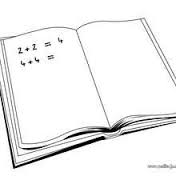 2+2 = 4
4+4 =